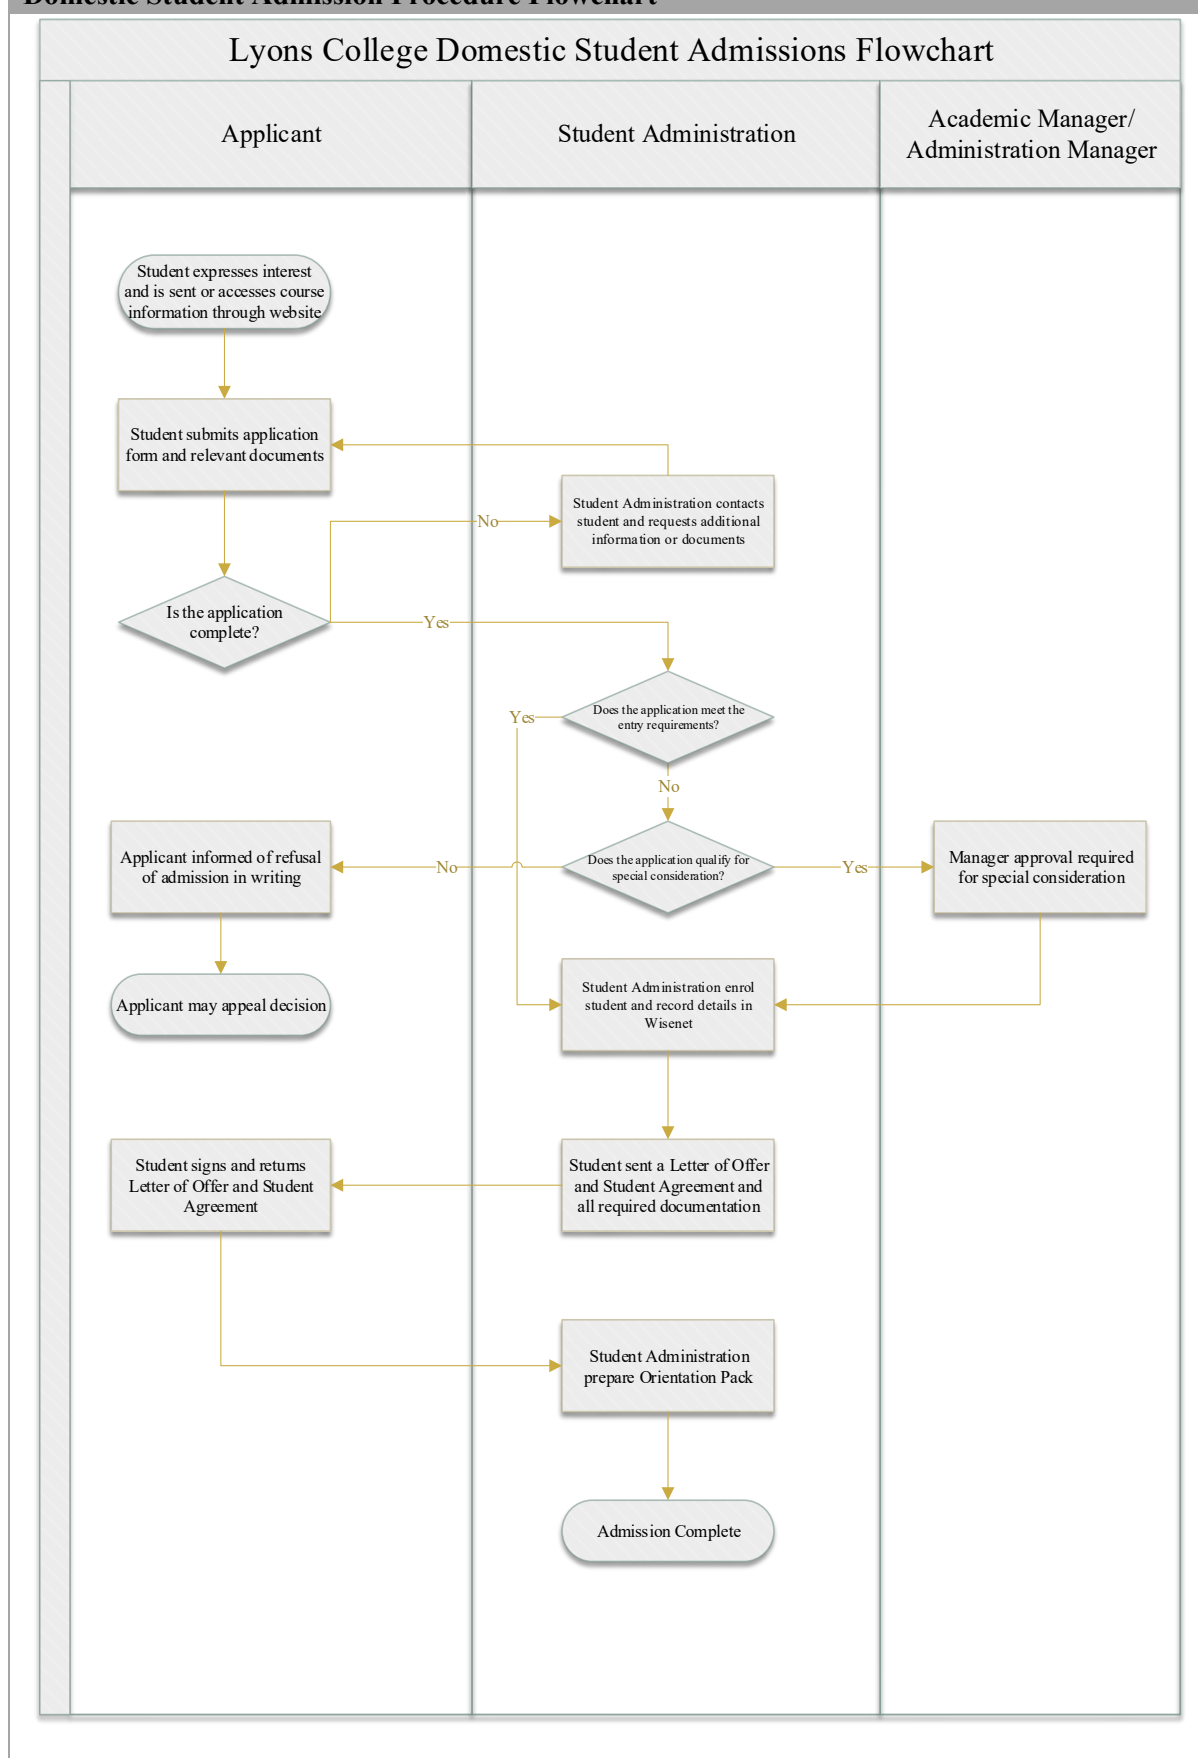 Domestic Student Admission Procedure Flowchart
Lyons College Domestic Student Admissions Flowchart
Applicant
Student Administration
Academic Manager/
Administration Manager
Student expresses interest
and is sent or accesses course
information through website
Student submits application
form and relevant documents
Student Administration contacts
student and requests additional
information or documents
No
Is the application
complete?
Yes
Does the application meet the
entry requirements?
Yes
No
Does the application qualify for
special consideration?
No
Yes
Applicant informed of refusal
of admission in writing
Manager approval required
for special consideration
Applicant may appeal decision
Student Administration enrol
student and record details in
Wisenet
Student signs and returns
Letter of Offer and Student
Agreement
Student sent a Letter of Offer
and Student Agreement and
all required documentation
Student Administration
prepare Orientation Pack
Admission Complete